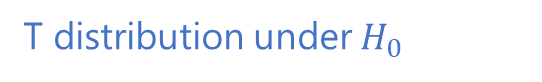 T distribution under H₀